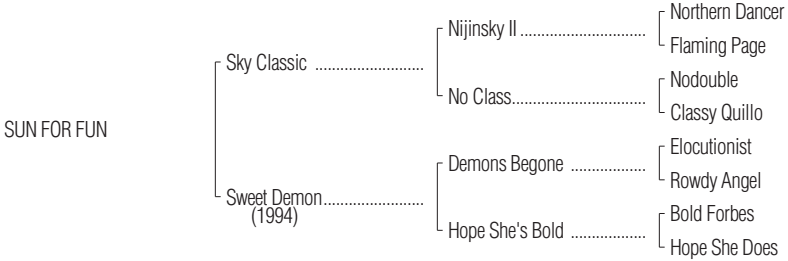 Northern Dancer
Nijinsky II ..............................
Flaming Page
Sky Classic ..........................
Nodouble
No Class................................
Classy Quillo
SUN FOR FUN
Elocutionist
Demons Begone ..................
Rowdy Angel
Sweet Demon........................
(1994)
Bold Forbes
Hope She's Bold ..................
Hope She Does